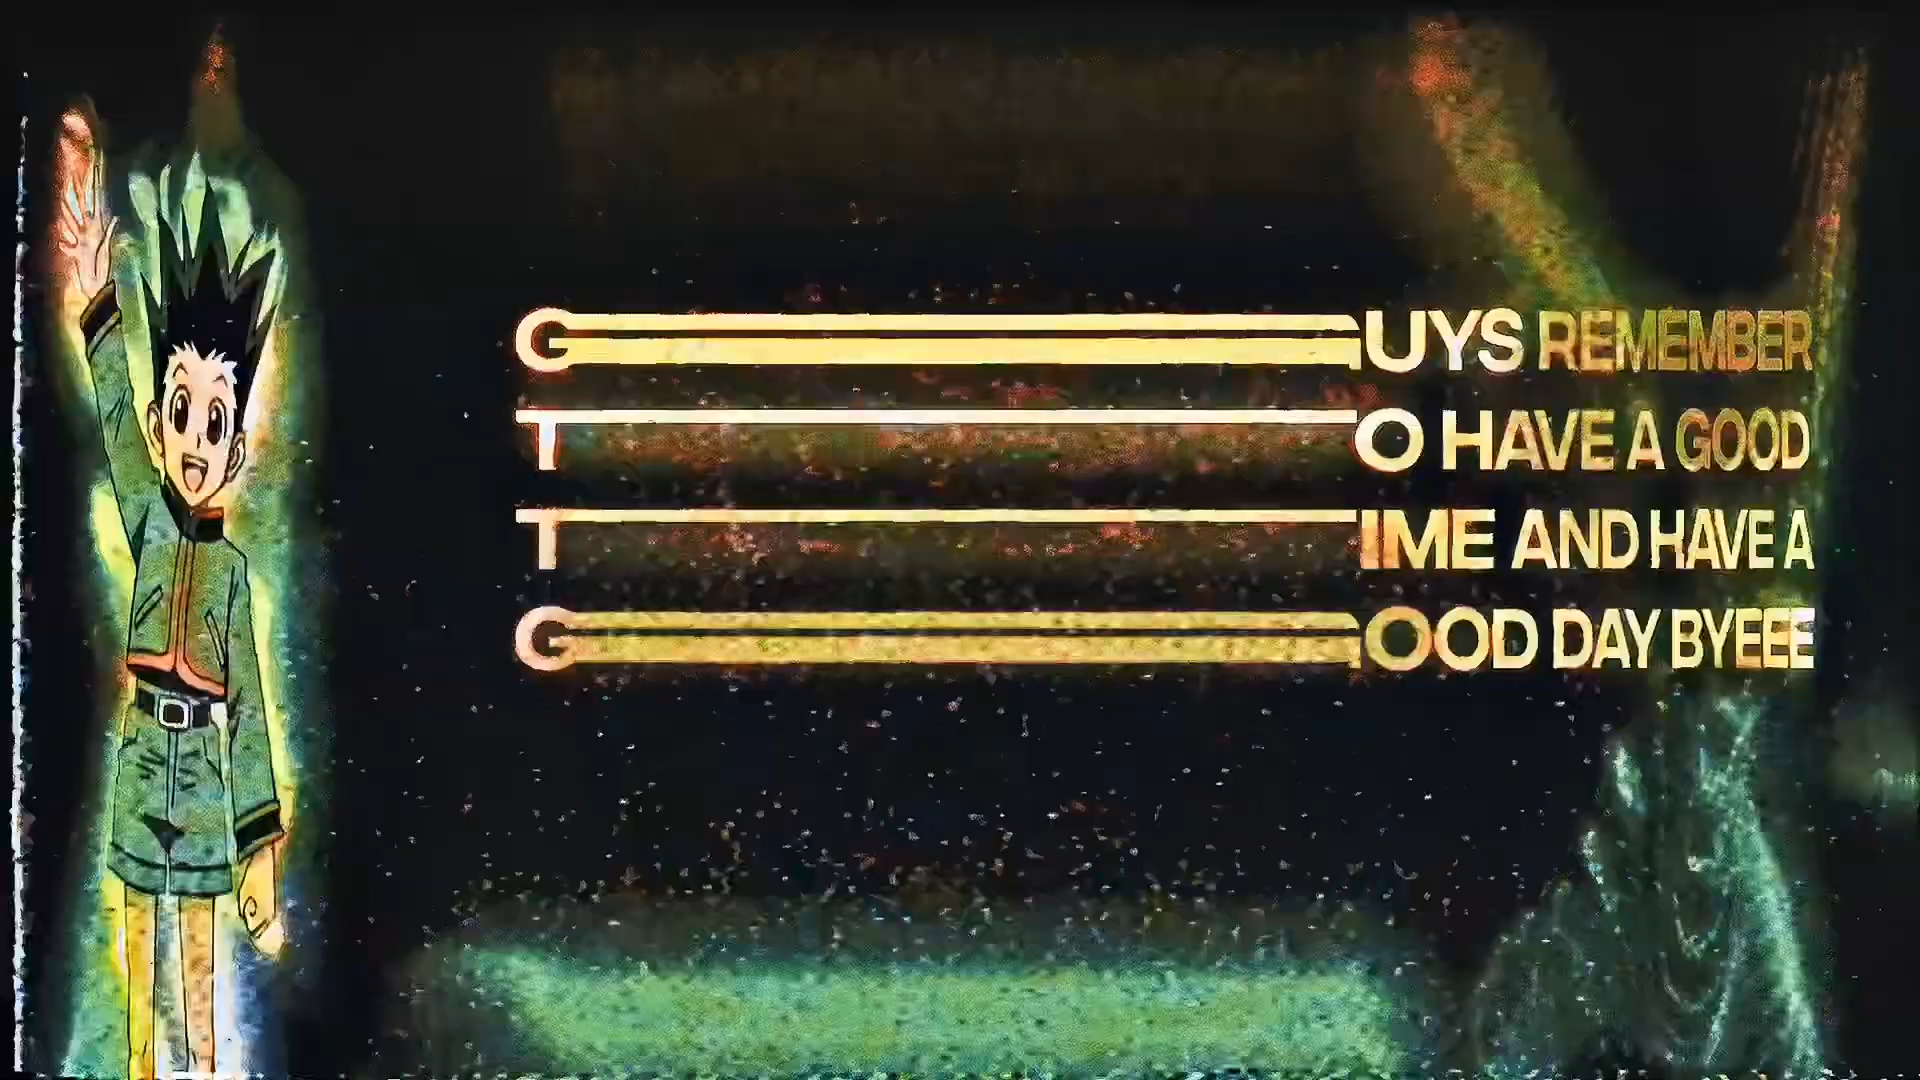 GUYS REMEMBER
TO HAVE A GOOD
TIME AND HAVE A
GOOD DAY BYEEE